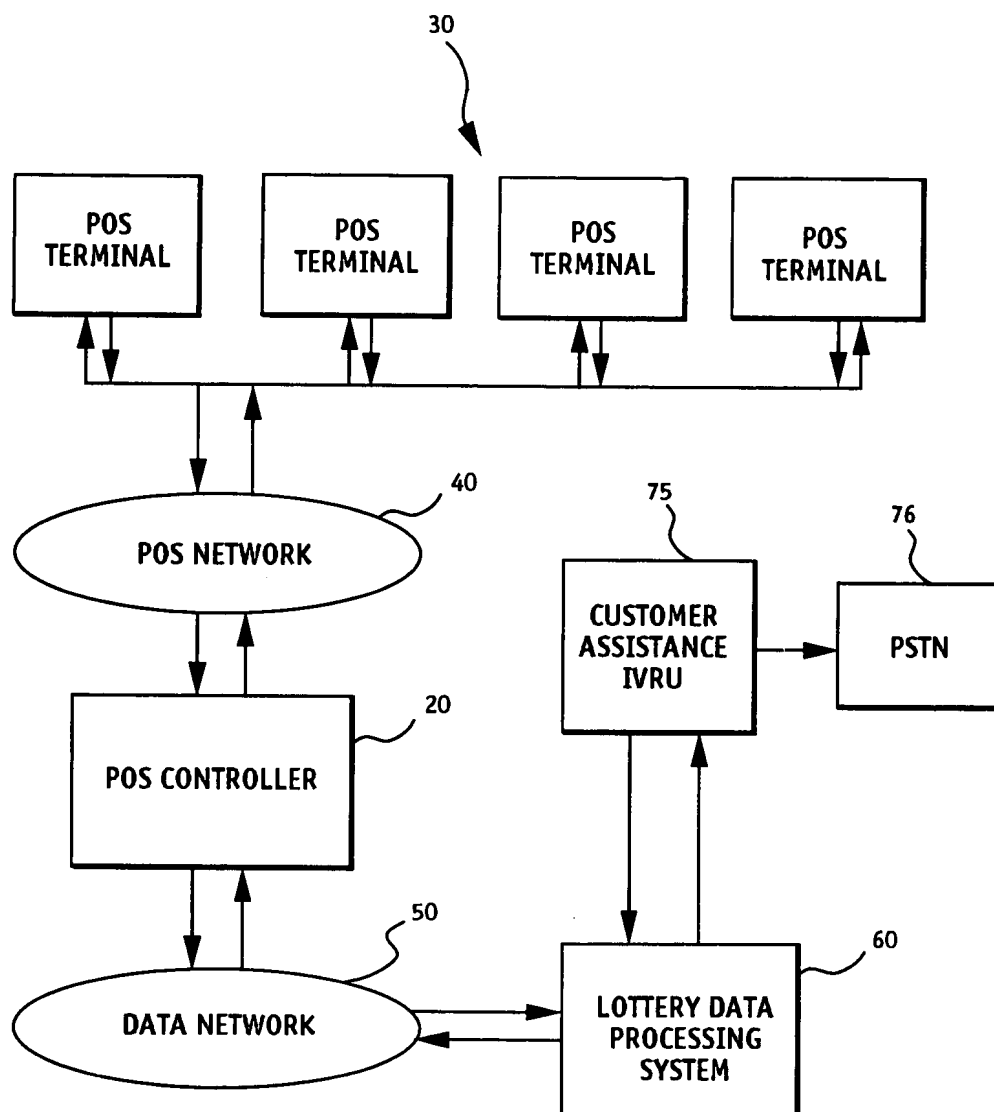 30
POS
TERMINAL
POS
TERMINAL
POS
TERMINAL
POS
TERMINAL
40
POS NETWORK
75
76
CUSTOMER
ASSISTANCE
IVRU
PSTN
20
POS CONTROLLER
50
DATA NETWORK
60
LOTTERY DATA
PROCESSING
SYSTEM